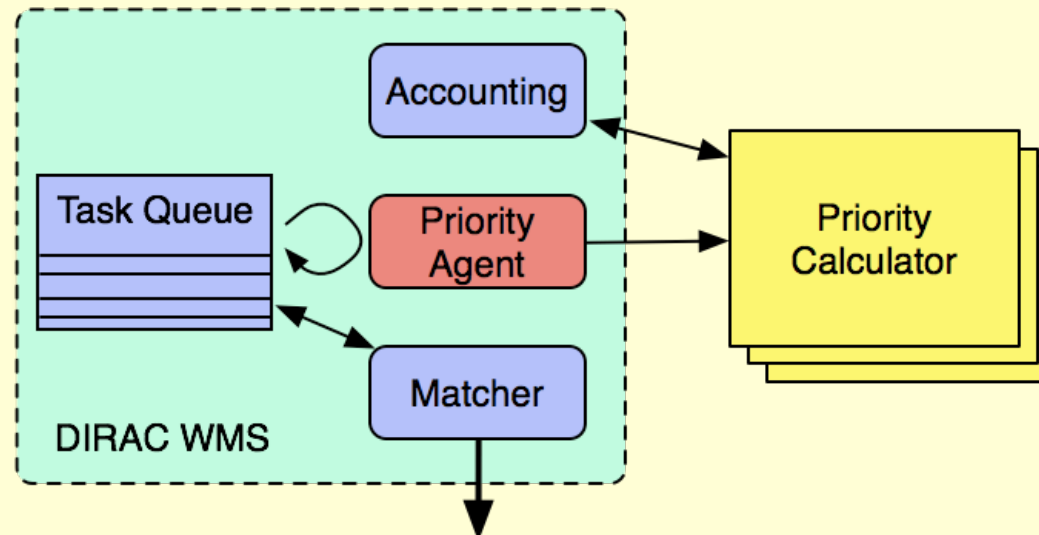 Accounting
Task Queue
Priority
Agent
Priority
Calculator
Matcher
DIRAC WMS